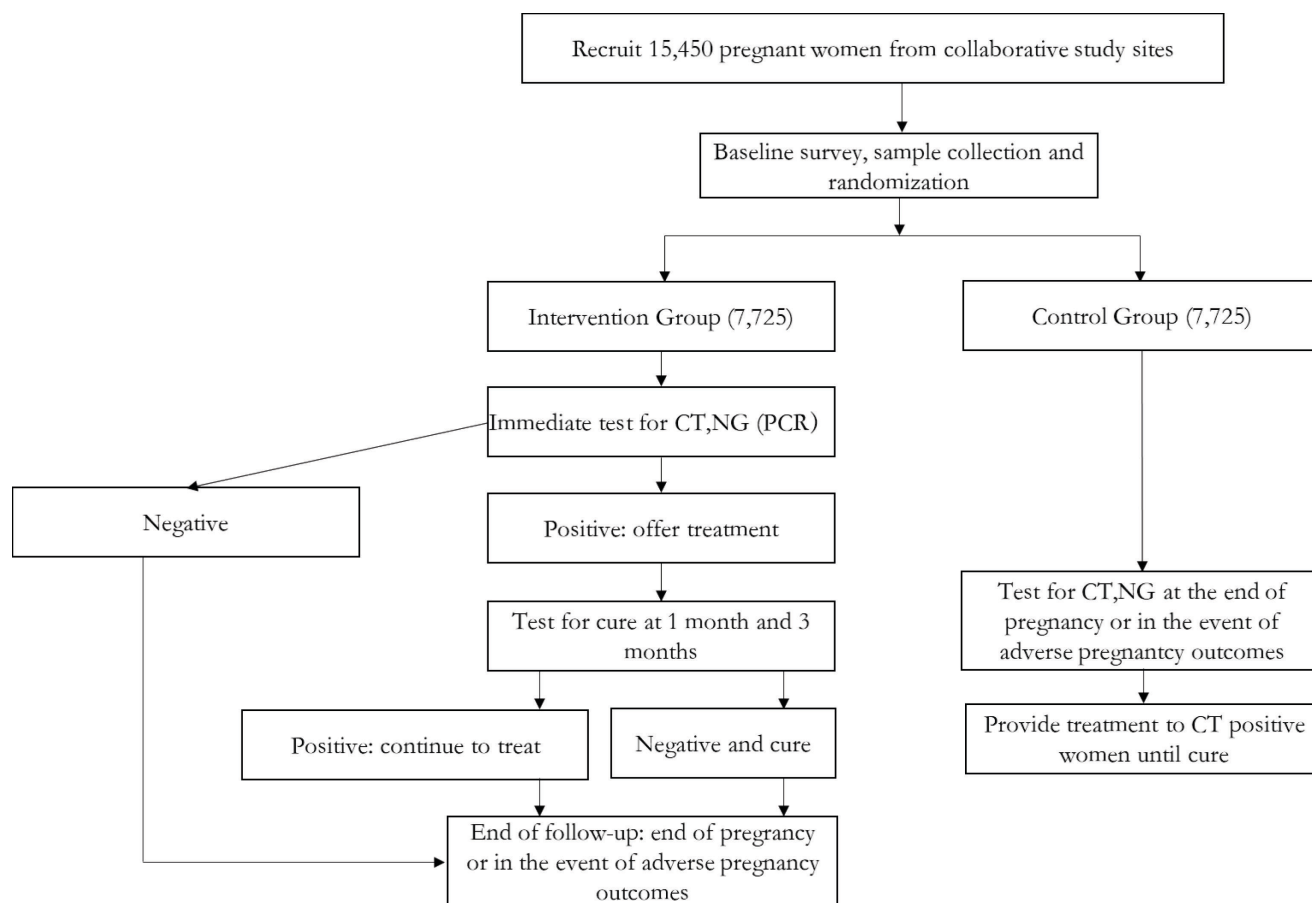 Recruit 15,450 pregnant women from collaborative study sites
Baseline survey, sample collection and
randomization
Intervention Group (7,725)
Control Group (7,725)
Immediate test for CT,NG (PCR)
Negative
Positive: offer treatment
Test for cure at 1 month and 3
months
Test for CT,NG at the end of
pregnancy or in the event of
adverse pregnantcy outcomes
Positive: continue to treat
Negative and cure
Provide treatment to CT positive
women until cure
End of follow-up: end of pregrancy
or in the event of adverse pregnancy
outcomes